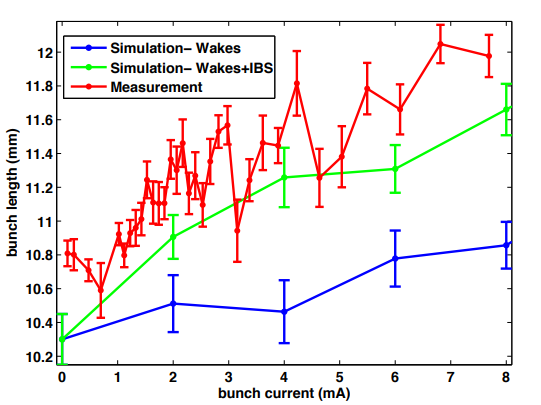 Simulation– Wakes
Simulation– Wakes+IBS
Measurement
12
11.8
11.6
11.4
11.2
11
10.8
10.6
10.4
10.2
bunch length (mm)
0 1 2 3 4 5 6 7 8
bunch current (mA)